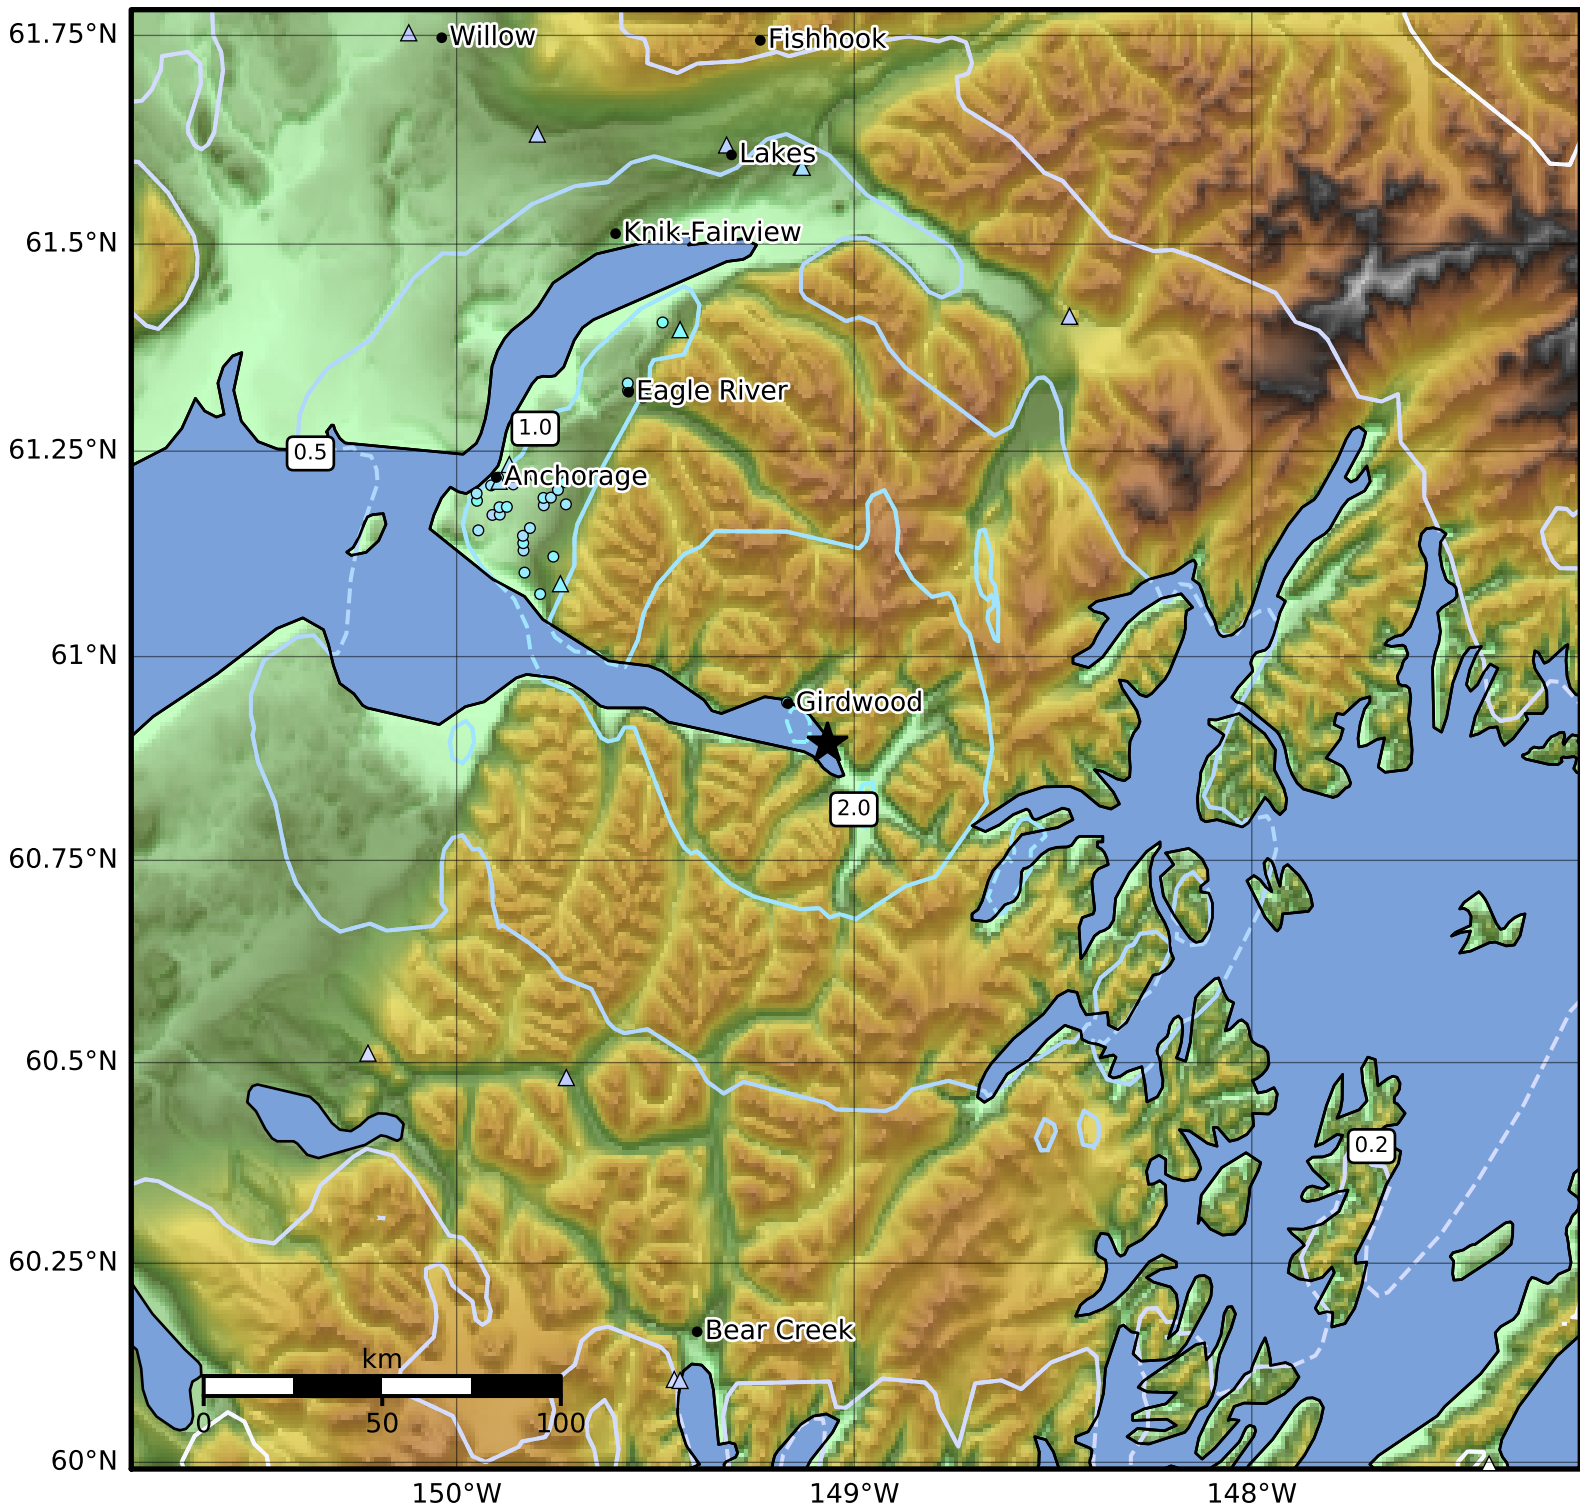 61.75°N
Willow
Fishhook
Lakes
61.5°N
Knik-Fairview
Eagle River
1.0
61.25°N
0.5
Anchorage
61°N
Girdwood
2.0
60.75°N
60.5°N
0.2
60.25°N
Bear Creek
km
0 50 100
60°N
150°W 149°W 148°W